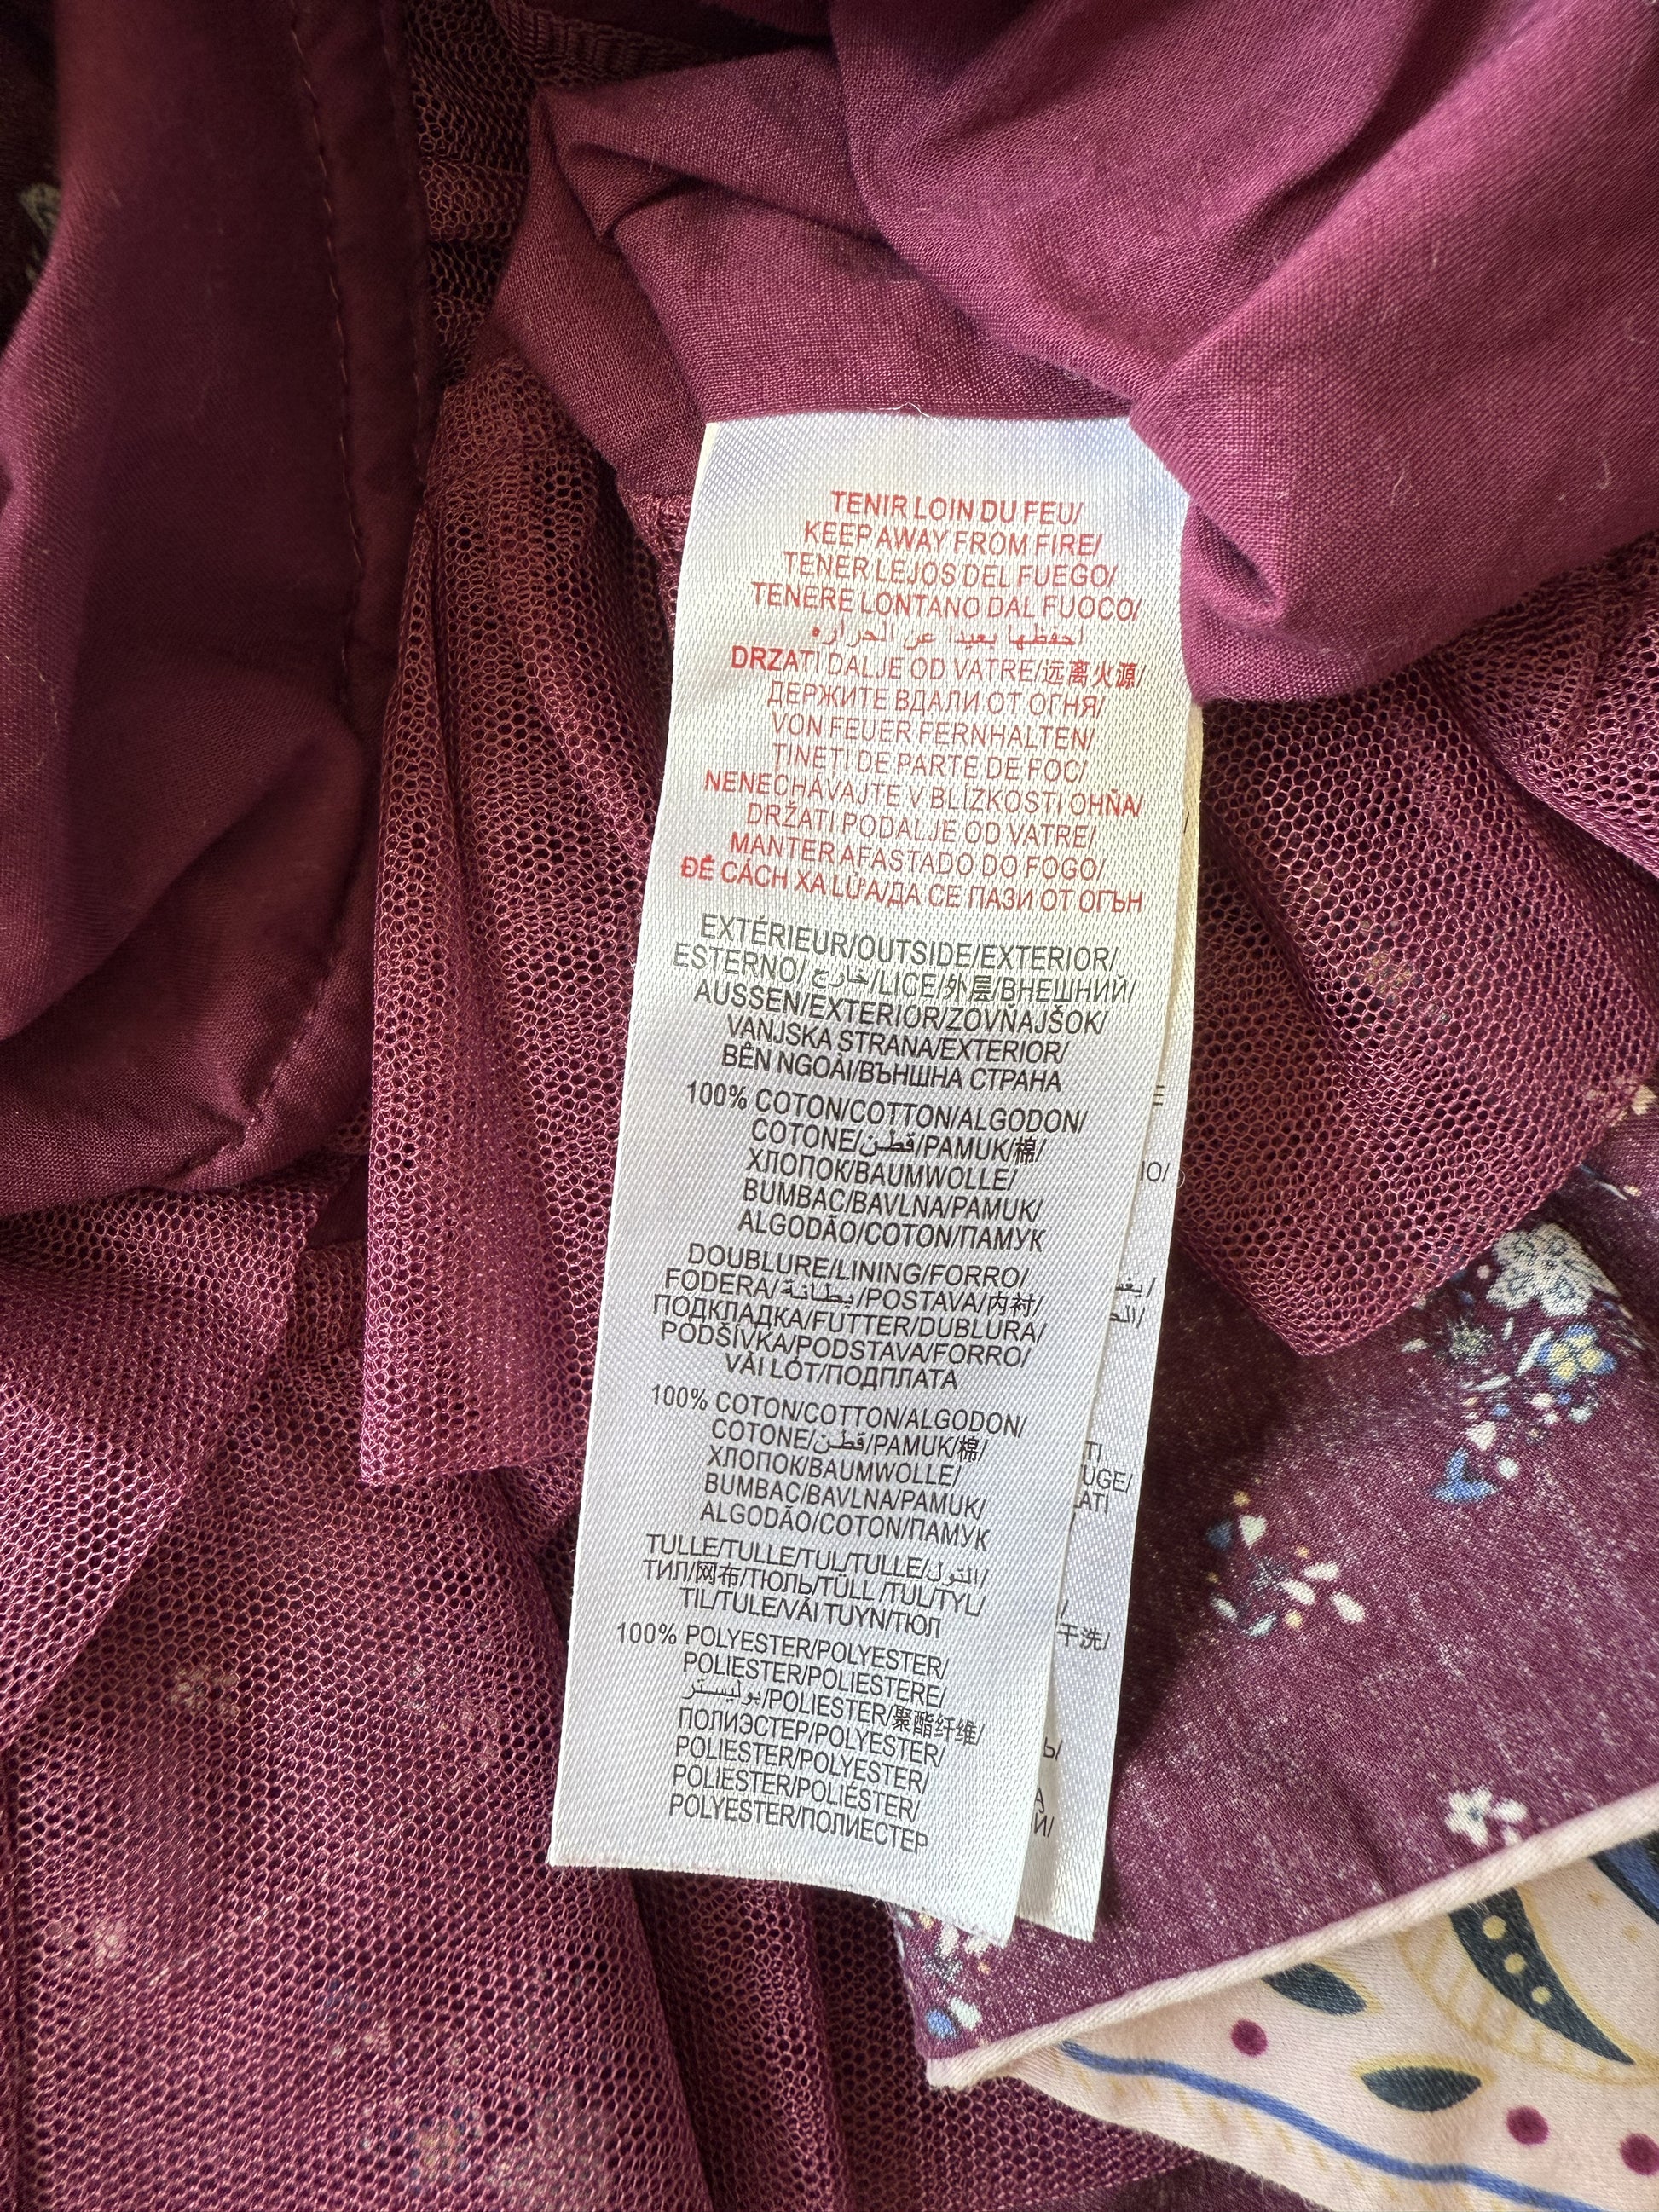 TENIR LOIN DU FEU/
KEEP AWAY FROM FIRE/
TENER LEJOS DEL FUEGO/
TENERE LONTANO DAL FUOCO/
احفظها بعيدا عن الحراره
DRZATI DALJE OD VATRE/远离火源/
ДЕРЖИТЕ ВДАЛИ ОТ ОГНЯ/
VON FEUER FERNHALTEN/
TINETI DE PARTE DE FOC/
NENECHÁVAJTE V BLÍZKOSTI OHŇA/
DRŽATI PODALJE OD VATRE/
MANTER AFASTADO DO FOGO/
ĐỂ CÁCH XA LỬA/ДА СЕ ПАЗИ ОТ ОГЪН
EXTÉRIEUR/OUTSIDE/EXTERIOR/
ESTERNO/خارج/LICE/外层/ВНЕШНИЙ/
AUSSEN/EXTERIOR/ZOVŇAJŠOK/
VANJSKA STRANA/EXTERIOR/
BÊN NGOÀI/ВЪНШНА СТРАНА
100% COTON/COTTON/ALGODON/
COTONE/قطن/PAMUK/棉/
ХЛОПОК/BAUMWOLLE/
BUMBAC/BAVLNA/PAMUK/
ALGODÃO/COTON/ПАМУК
DOUBLURE/LINING/FORRO/
FODERA/بطانة/POSTAVA/内衬/
ПОДКЛАДКА/FUTTER/DUBLURA/
PODŠÍVKA/PODSTAVA/FORRO/
VẢI LÓT/ПОДПЛАТА
100% COTON/COTTON/ALGODON/
COTONE/قطن/PAMUK/棉/
ХЛОПОК/BAUMWOLLE/
BUMBAC/BAVLNA/PAMUK/
ALGODÃO/COTON/ПАМУК
TULLE/TULLE/TUL/TULLE/التول/
ТИЛ/网布/ТЮЛЬ/TÜLL /TUL/TYL/
TIL/TULE/VẢI TUYN/ТЮЛ
100% POLYESTER/POLYESTER/
POLIESTER/POLIESTERE/
بوليستر/POLIESTER/聚酯纤维/
ПОЛИЭСТЕР/POLYESTER/
POLIESTER/POLYESTER/
POLIESTER/POLIÉSTER/
POLYESTER/ПОЛИЕСТЕР
干洗/